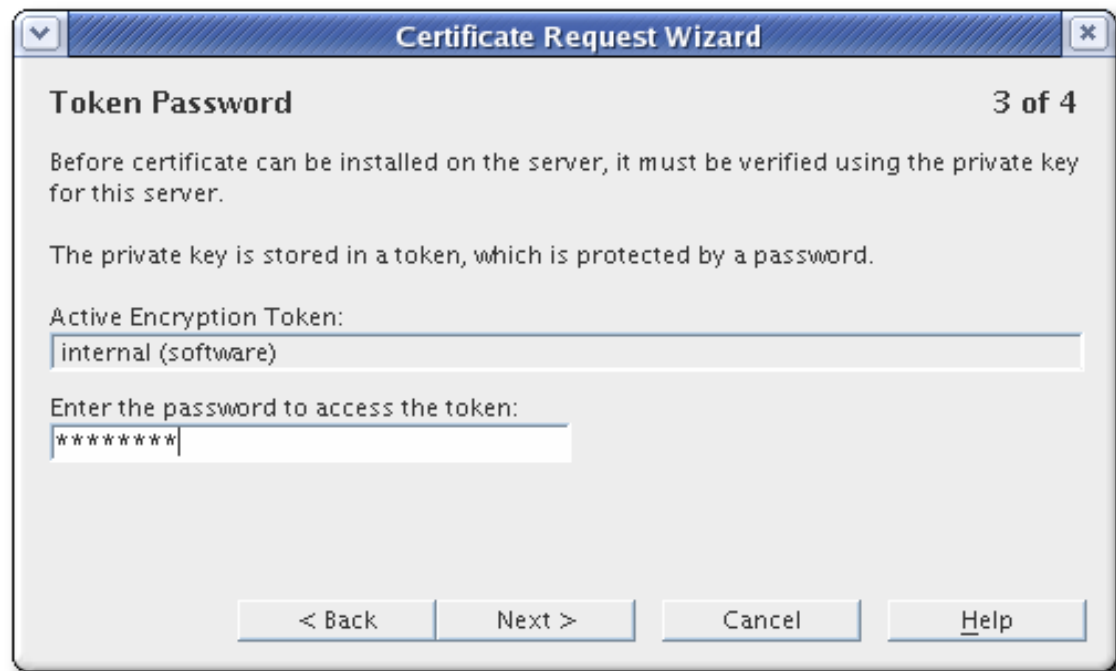 Certificate Request Wizard
Token Password
3 of 4
Before certificate can be installed on the server, it must be verified using the private key
for this server.
The private key is stored in a token, which is protected by a password.
Active Encryption Token:
internal (software)
Enter the password to access the token:
********
< Back
Next >
Cancel
Help